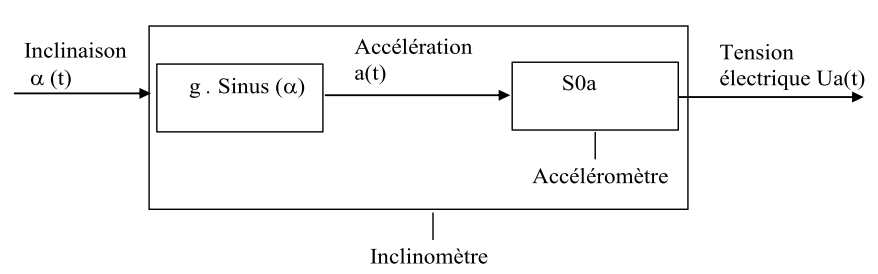 Inclinaison
α (t)
g . Sinus (α)
Accélération
a(t)
S0a
Tension
électrique Ua(t)
Accéléromètre
Inclinomètre